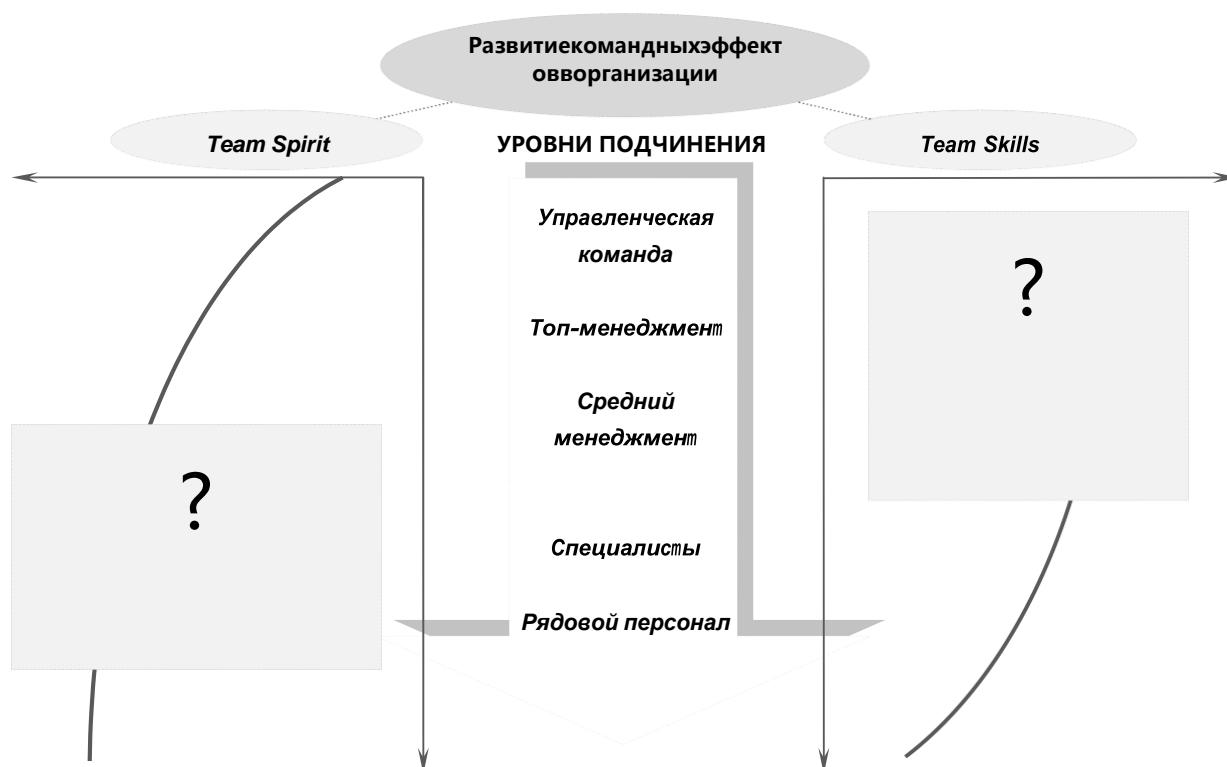 Развитиекомандныхэффект
овворганизации
Team Spirit
УРОВНИ ПОДЧИНЕНИЯ
Team Skills
Управленческая
команда
?
Топ-менеджмент
Средний
менеджмент
?
Специалисты
Рядовой персонал